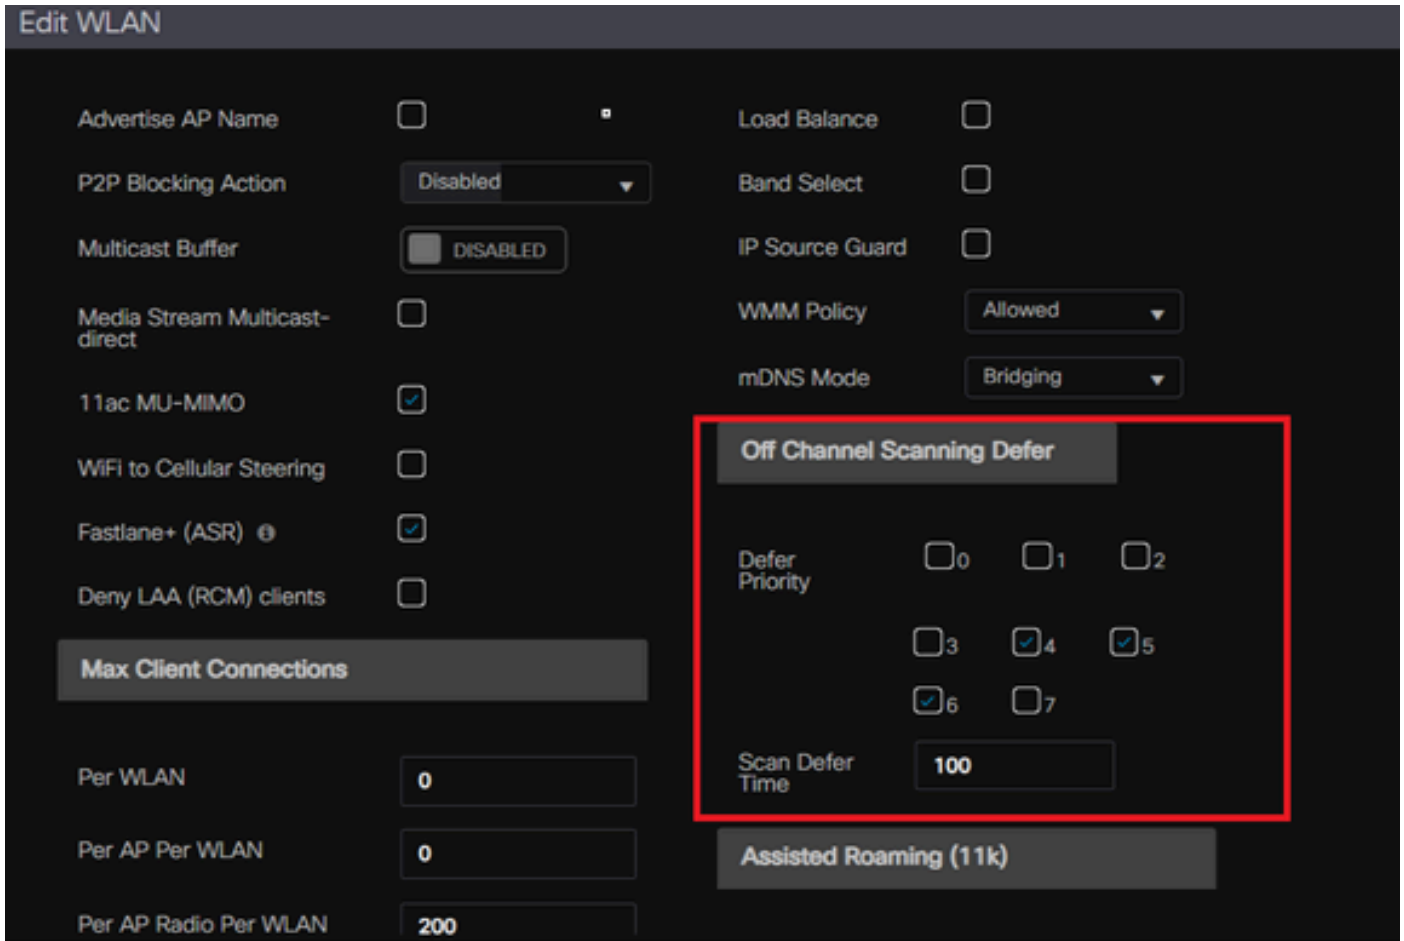 Edit WLAN
Advertise AP Name
P2P Blocking Action
Disabled
Multicast Buffer
DISABLED
Media Stream Multicast-
direct
11ac MU-MIMO
WiFi to Cellular Steering
Fastlane+ (ASR)
Deny LAA (RCM) clients
Max Client Connections
Per WLAN
0
Per AP Per WLAN
0
Per AP Radio Per WLAN
200
Load Balance
Band Select
IP Source Guard
WMM Policy
Allowed
mDNS Mode
Bridging
Off Channel Scanning Defer
Defer
Priority
0 1 2
3 4 5
6 7
Scan Defer
Time
100
Assisted Roaming (11k)